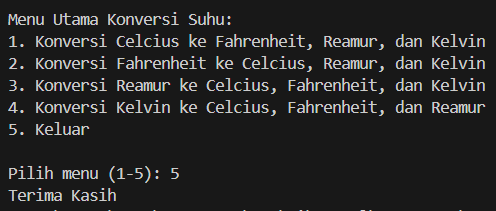 Menu Utama Konversi Suhu:
1. Konversi Celcius ke Fahrenheit, Reamur, dan Kelvin
2. Konversi Fahrenheit ke Celcius, Reamur, dan Kelvin
3. Konversi Reamur ke Celcius, Fahrenheit, dan Kelvin
4. Konversi Kelvin ke Celcius, Fahrenheit, dan Reamur
5. Keluar
Pilih menu (1-5): 5
Terima Kasih